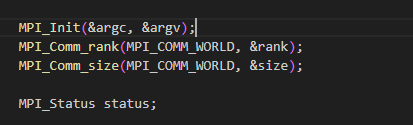 MPI_Init(&argc, &argv);
MPI_Comm_rank(MPI_COMM_WORLD, &rank);
MPI_Comm_size(MPI_COMM_WORLD, &size);
MPI_Status status;